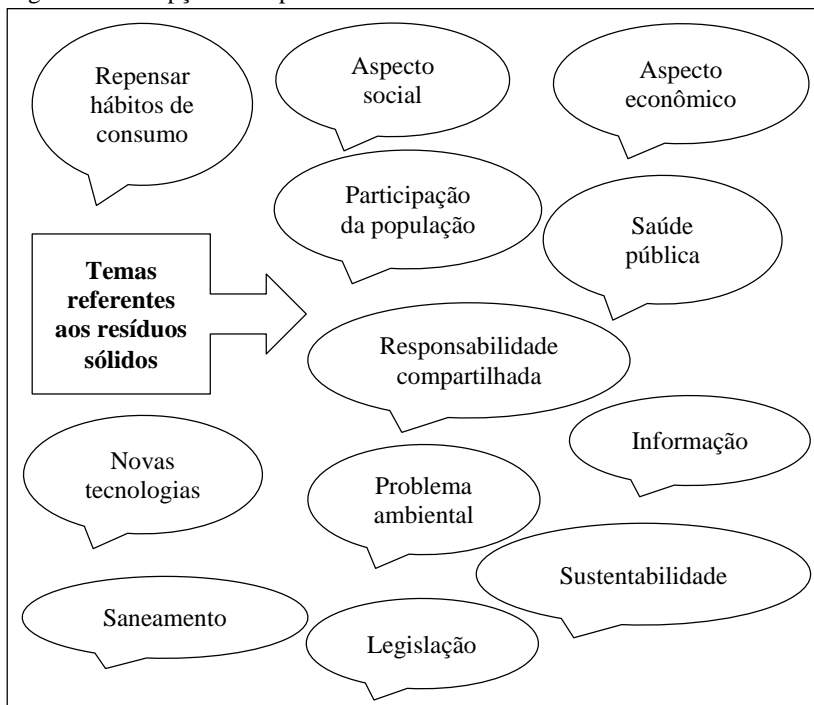 Repensar
hábitos de
consumo
Aspecto
social
Aspecto
econômico
Participação
da população
Saúde
pública
Temas
referentes
aos resíduos
sólidos
Responsabilidade
compartilhada
Informação
Novas
tecnologias
Problema
ambiental
Sustentabilidade
Saneamento
Legislação